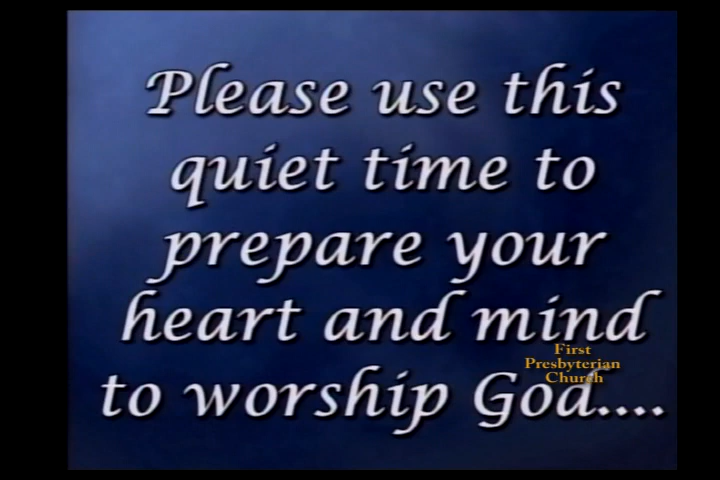 Please use this
quiet time to
prepare your
heart and mind
to worship God....
First
Presbyterian
Church